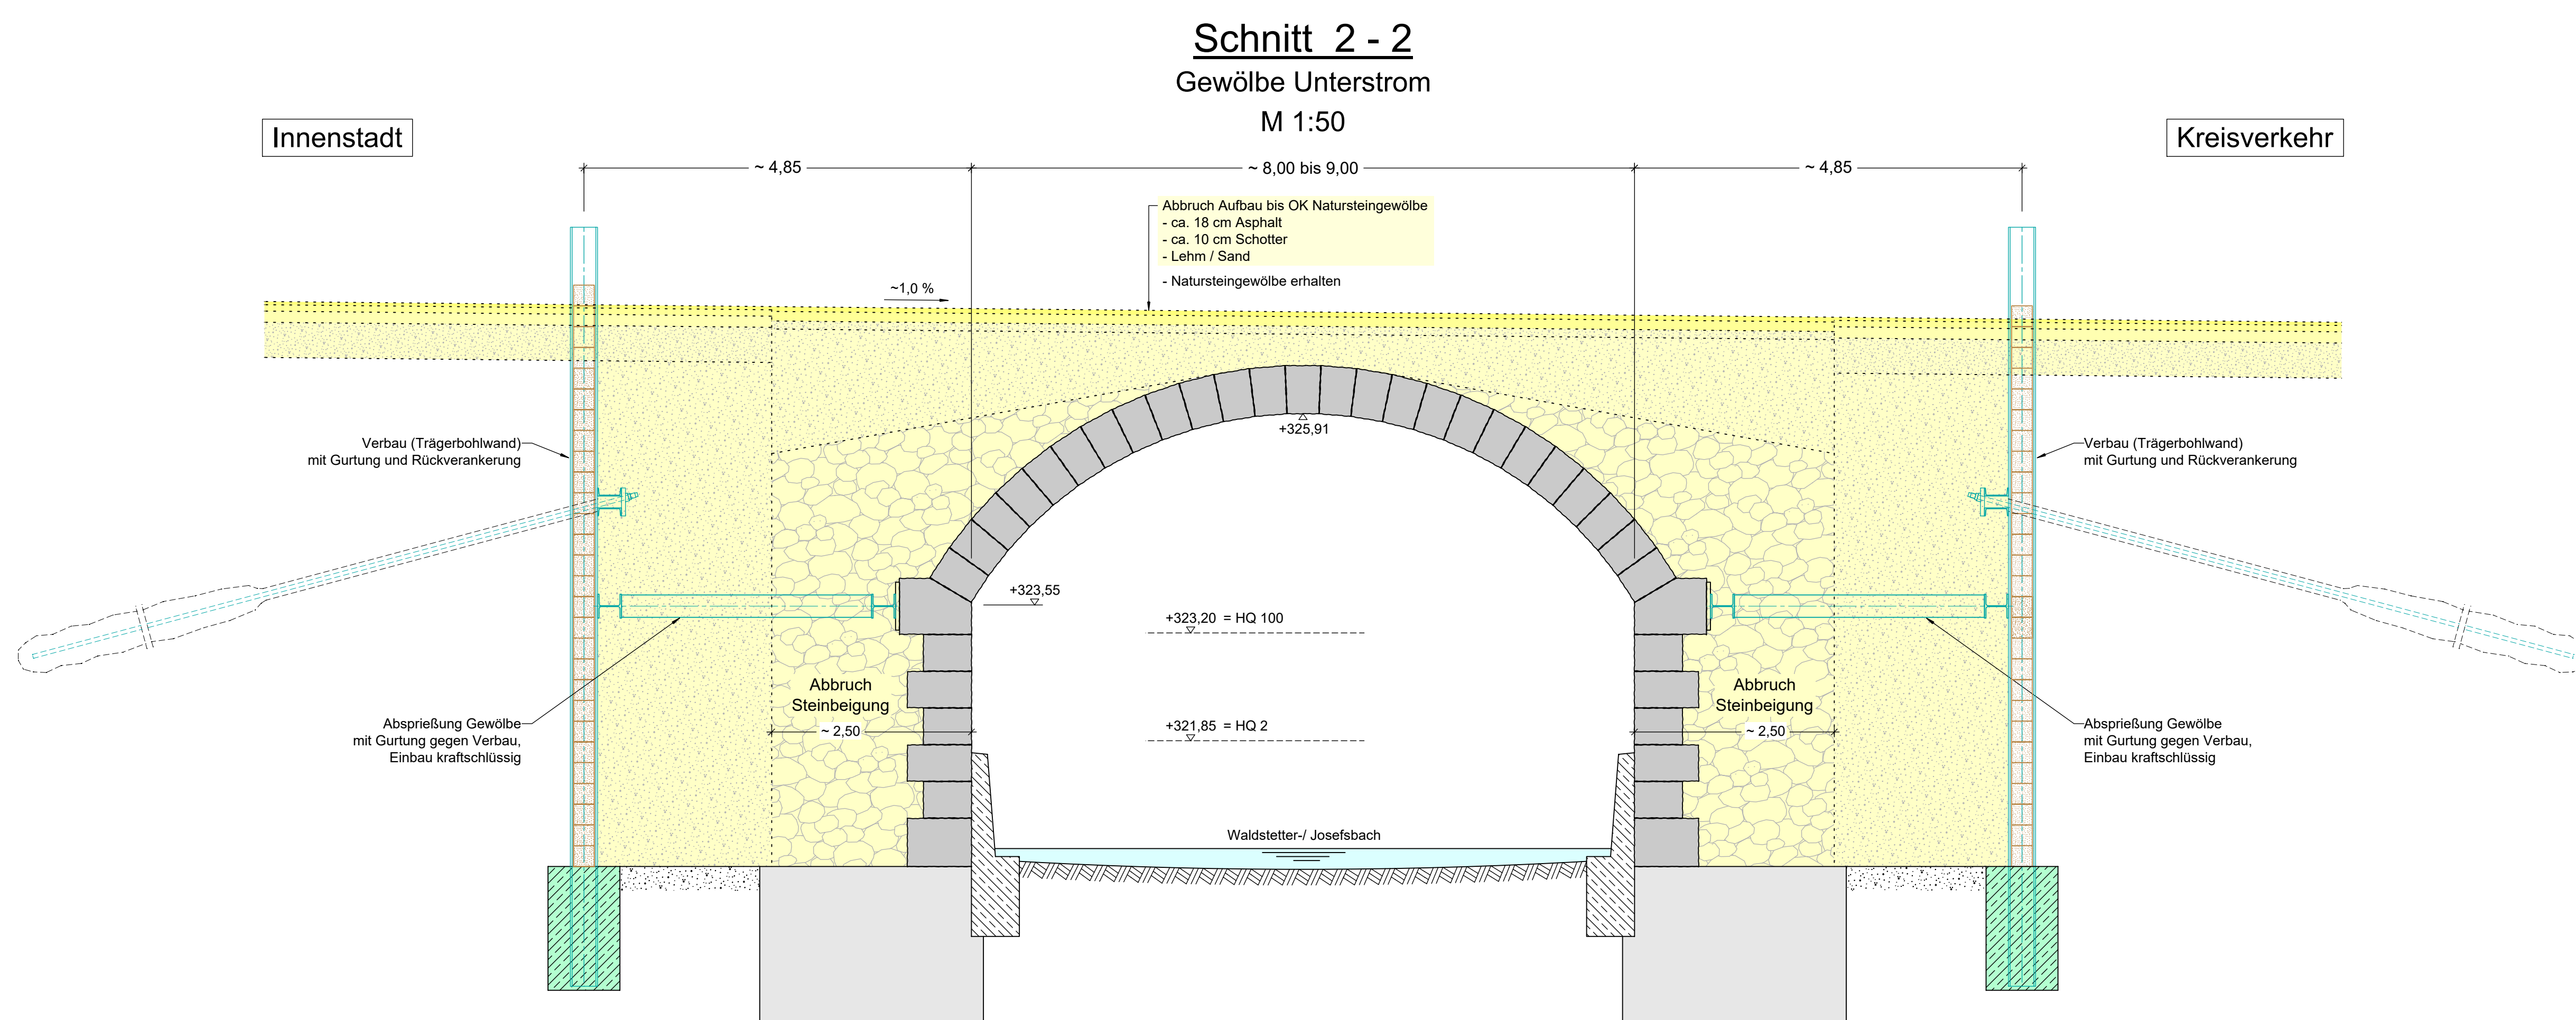 Schnitt 2 - 2
Gewölbe Unterstrom
M 1:50
Innenstadt
Kreisverkehr
~ 4,85
~ 8,00 bis 9,00
~ 4,85
Abbruch Aufbau bis OK Natursteingewölbe
- ca. 18 cm Asphalt
- ca. 10 cm Schotter
- Lehm / Sand
- Natursteingewölbe erhalten
~1,0 %
+325,91
Verbau (Trägerbohlwand)
mit Gurtung und Rückverankerung
Verbau (Trägerbohlwand)
mit Gurtung und Rückverankerung
+323,55
+323,20 = HQ 100
Abbruch
Steinbeigung
~ 2,50
Abbruch
Steinbeigung
~ 2,50
+321,85 = HQ 2
Absprießung Gewölbe
mit Gurtung gegen Verbau,
Einbau kraftschlüssig
Absprießung Gewölbe
mit Gurtung gegen Verbau,
Einbau kraftschlüssig
Waldstetter-/ Josefsbach